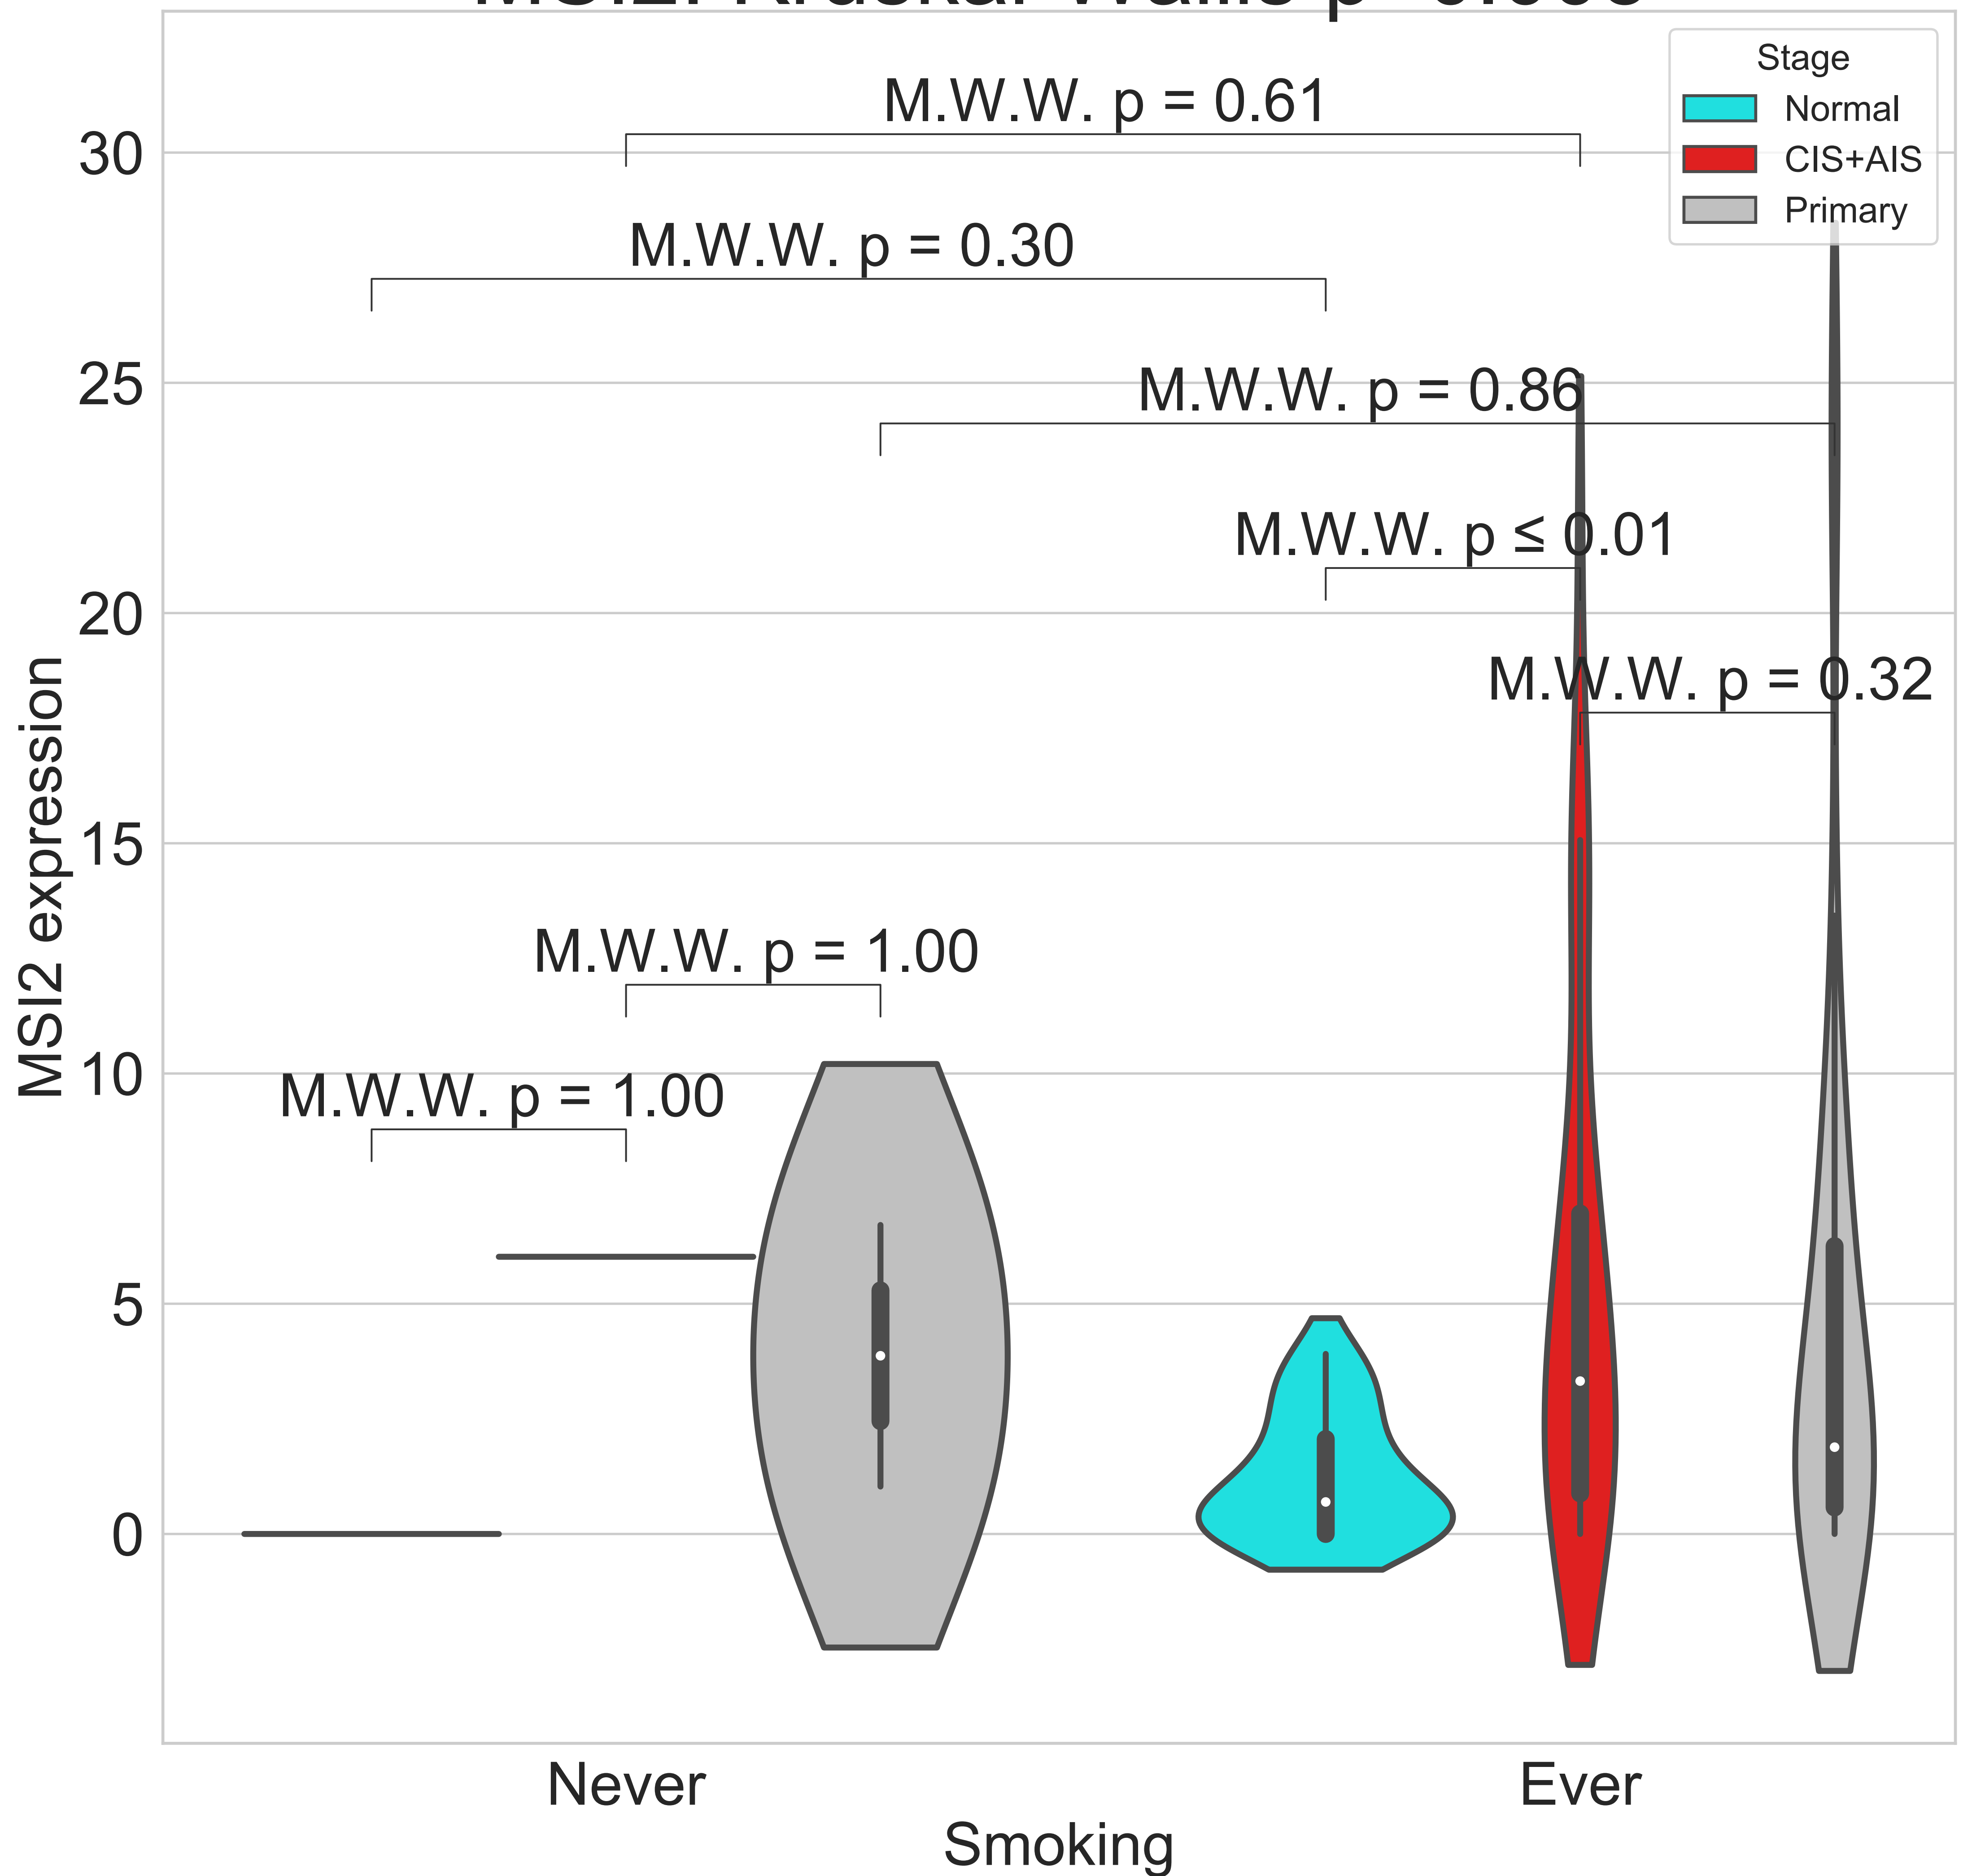 Stage
Normal
CIS+AIS
Primary
M.W.W. p = 0.61
M.W.W. p = 0.30
M.W.W. p = 0.86
M.W.W. p ≤ 0.01
M.W.W. p = 0.32
M.W.W. p = 1.00
M.W.W. p = 1.00
30
25
20
15
10
5
0
MSI2 expression
Never
Ever
Smoking